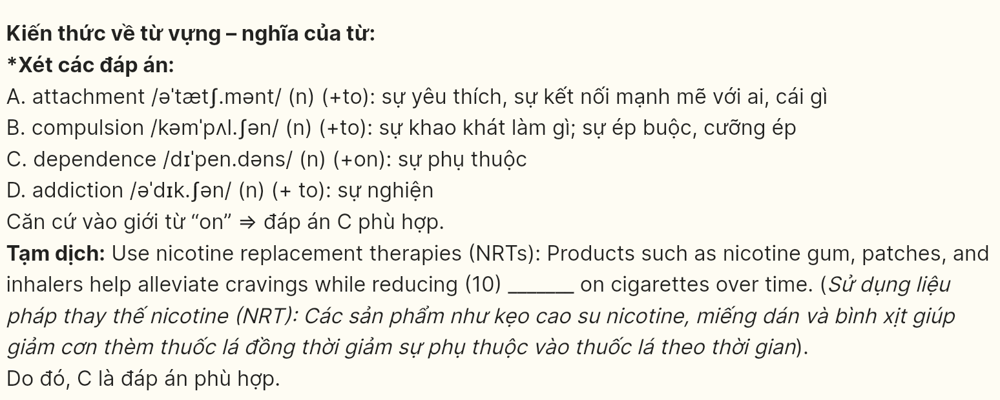 Kiến thức về từ vựng – nghĩa của từ:
*Xét các đáp án:
A. attachment /əˈtætʃ.mənt/ (n) (+to): sự yêu thích, sự kết nối mạnh mẽ với ai, cái gì
B. compulsion /kəmˈpʌl.ʃən/ (n) (+to): sự khao khát làm gì; sự ép buộc, cưỡng ép
C. dependence /dɪˈpen.dəns/ (n) (+on): sự phụ thuộc
D. addiction /əˈdɪk.ʃən/ (n) (+ to): sự nghiện
Căn cứ vào giới từ “on” ⇒ đáp án C phù hợp.
Tạm dịch: Use nicotine replacement therapies (NRTs): Products such as nicotine gum, patches, and
inhalers help alleviate cravings while reducing (10) _______ on cigarettes over time. (Sử dụng liệu
pháp thay thế nicotine (NRT): Các sản phẩm như kẹo cao su nicotine, miếng dán và bình xịt giúp
giảm cơn thèm thuốc lá đồng thời giảm sự phụ thuộc vào thuốc lá theo thời gian).
Do đó, C là đáp án phù hợp.